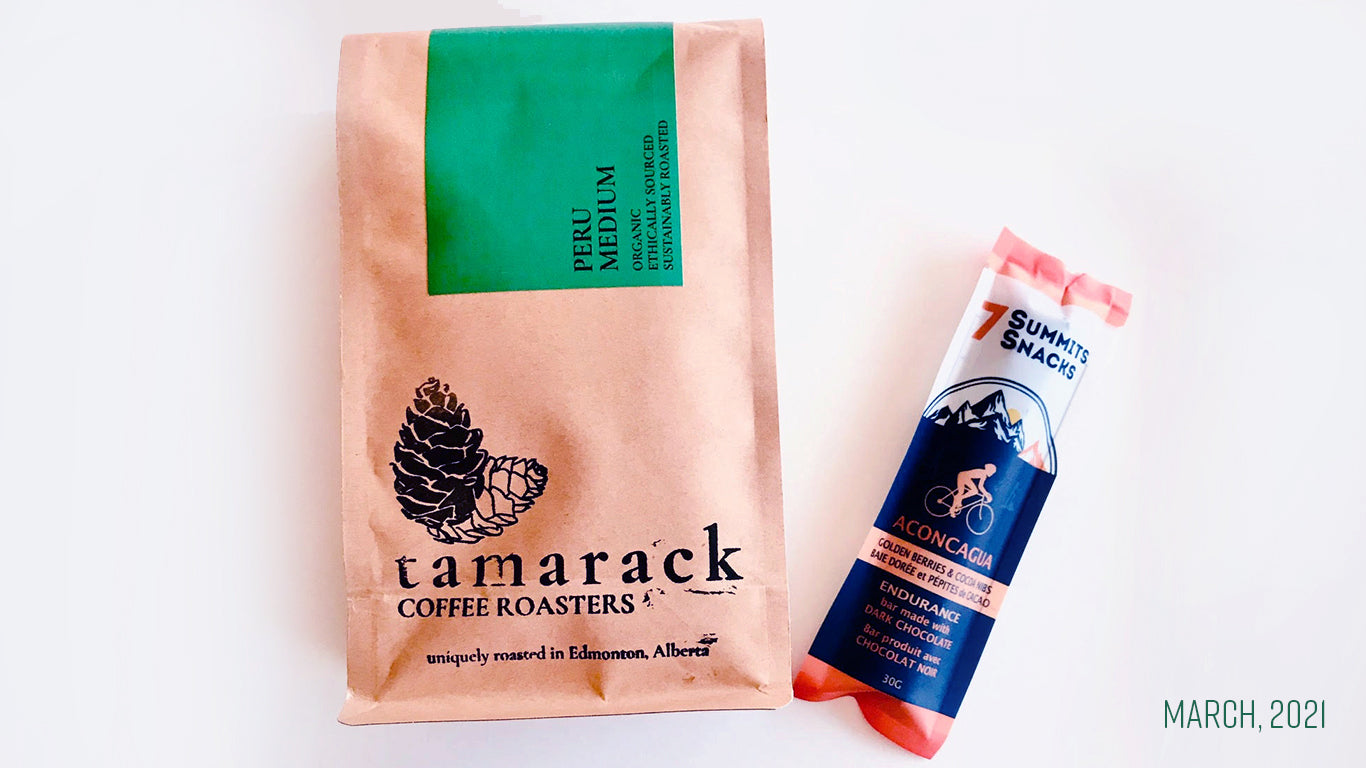 PERU
MEDIUM
ORGANIC
ETHICALLY SOURCED
SUSTAINABLY ROASTED
tamarack
COFFEE ROASTERS
uniquely roasted in Edmonton, Alberta
7 SUMMITS
SNACKS
ACONCAGUA
GOLDEN BERRIES & COCOA NIBS
BAIE DORÉE et PÉPITES de CACAO
ENDURANCE
bar made with
DARK CHOCOLATE
Bar produit avec
CHOCOLAT NOIR
30G
MARCH, 2021